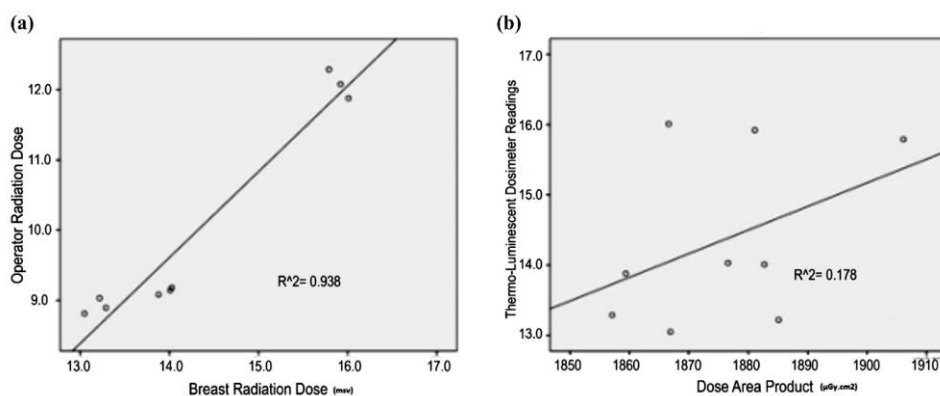 (a)
Operator Radiation Dose
12.0
11.0
10.0
9.0
R^2= 0.938
13.0 14.0 15.0 16.0 17.0
Breast Radiation Dose (msv)
(b)
Thermo-Luminescent Dosimeter Readings
17.0
16.0
15.0
14.0
13.0
R^2= 0.178
1850 1860 1870 1880 1890 1900 1910
Dose Area Product (µGy.cm2)